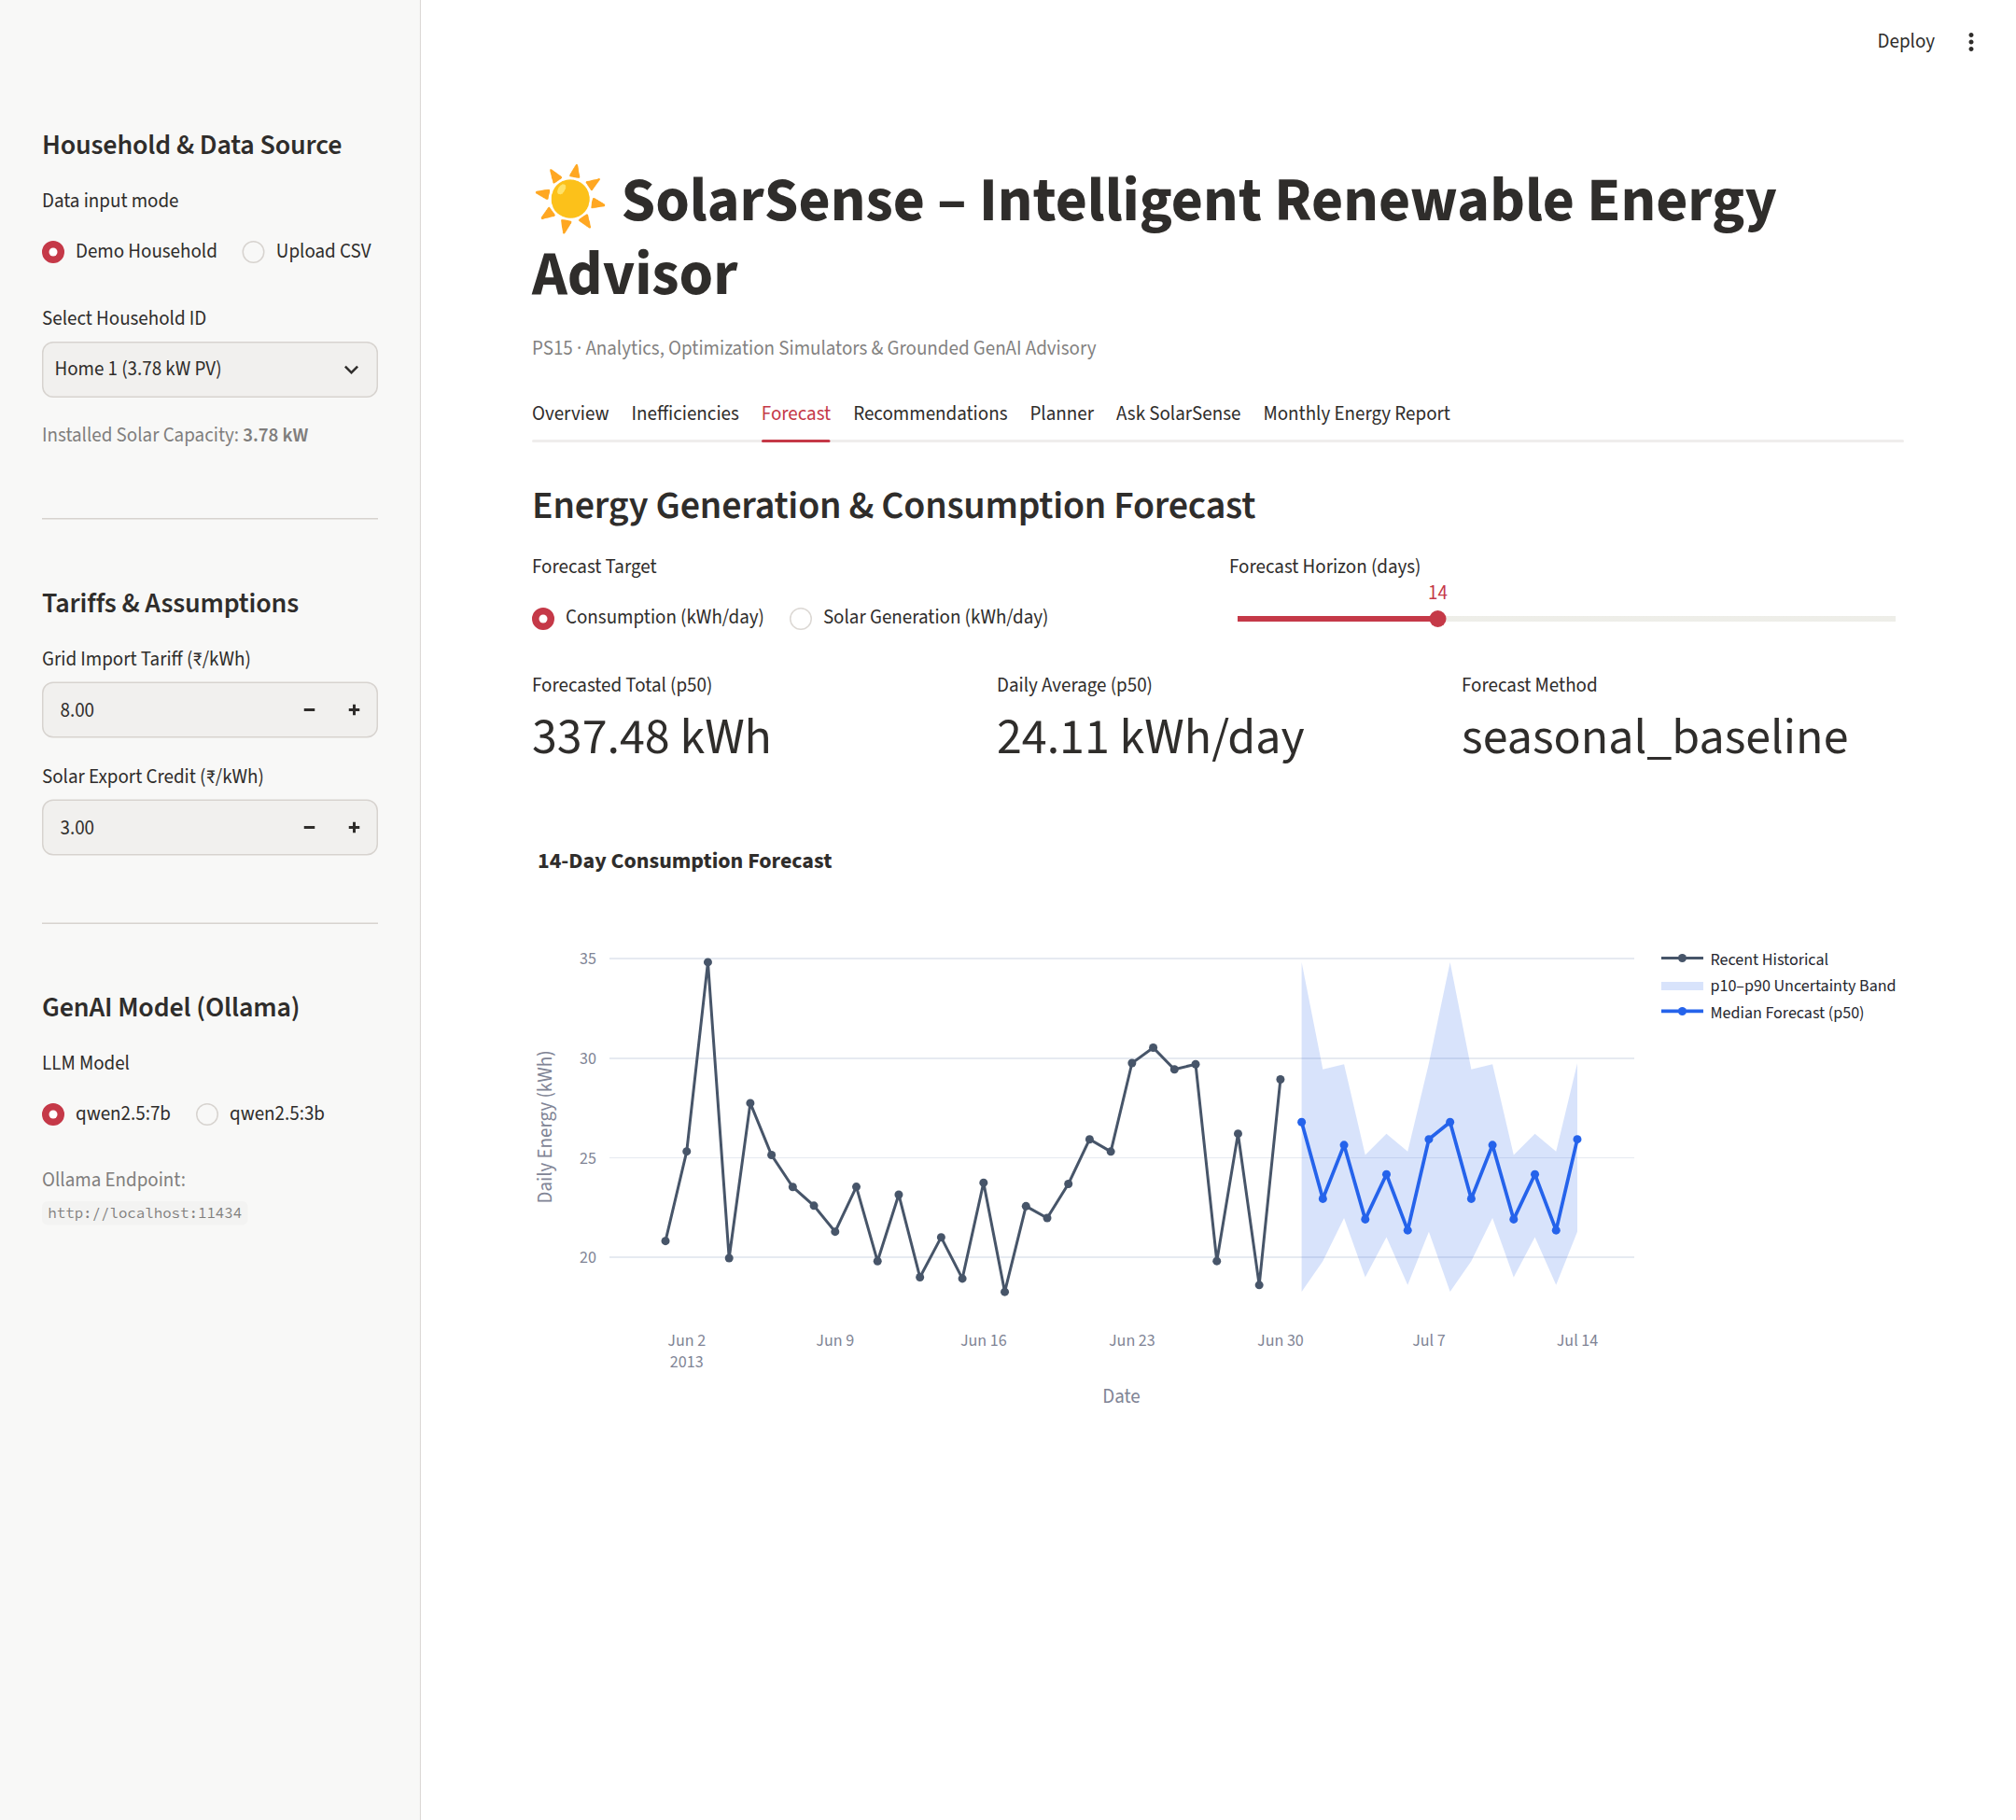 Deploy
Household & Data Source
Data input mode
Demo Household
Upload CSV
Select Household ID
Home 1 (3.78 kW PV)
Installed Solar Capacity: 3.78 kW
Tariffs & Assumptions
Grid Import Tariff (₹/kWh)
8.00
Solar Export Credit (₹/kWh)
3.00
GenAI Model (Ollama)
LLM Model
qwen2.5:7b
qwen2.5:3b
Ollama Endpoint:
http://localhost:11434
SolarSense – Intelligent Renewable Energy
Advisor
PS15 · Analytics, Optimization Simulators & Grounded GenAI Advisory
Overview
Inefficiencies
Forecast
Recommendations
Planner
Ask SolarSense
Monthly Energy Report
Energy Generation & Consumption Forecast
Forecast Target
Consumption (kWh/day)
Solar Generation (kWh/day)
Forecast Horizon (days)
14
Forecasted Total (p50)
337.48 kWh
Daily Average (p50)
24.11 kWh/day
Forecast Method
seasonal_baseline
14-Day Consumption Forecast
Daily Energy (kWh)
35
30
25
20
Jun 2
2013
Jun 9
Jun 16
Jun 23
Jun 30
Jul 7
Jul 14
Date
Recent Historical
p10–p90 Uncertainty Band
Median Forecast (p50)